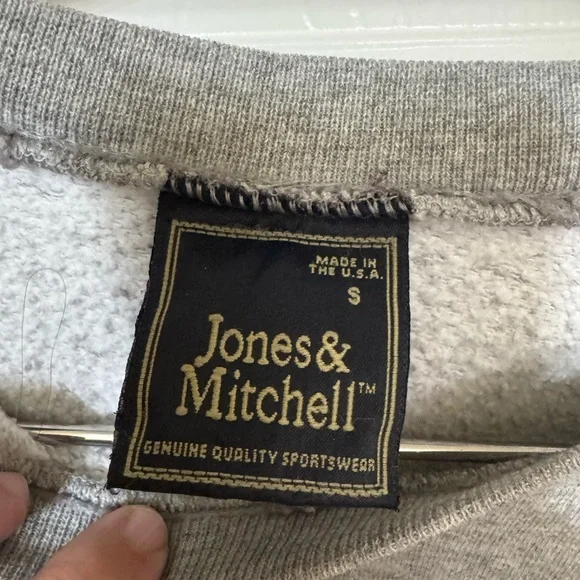 MADE IN
THE U.S.A.
S
Jones &
Mitchell™
GENUINE QUALITY SPORTSWEAR